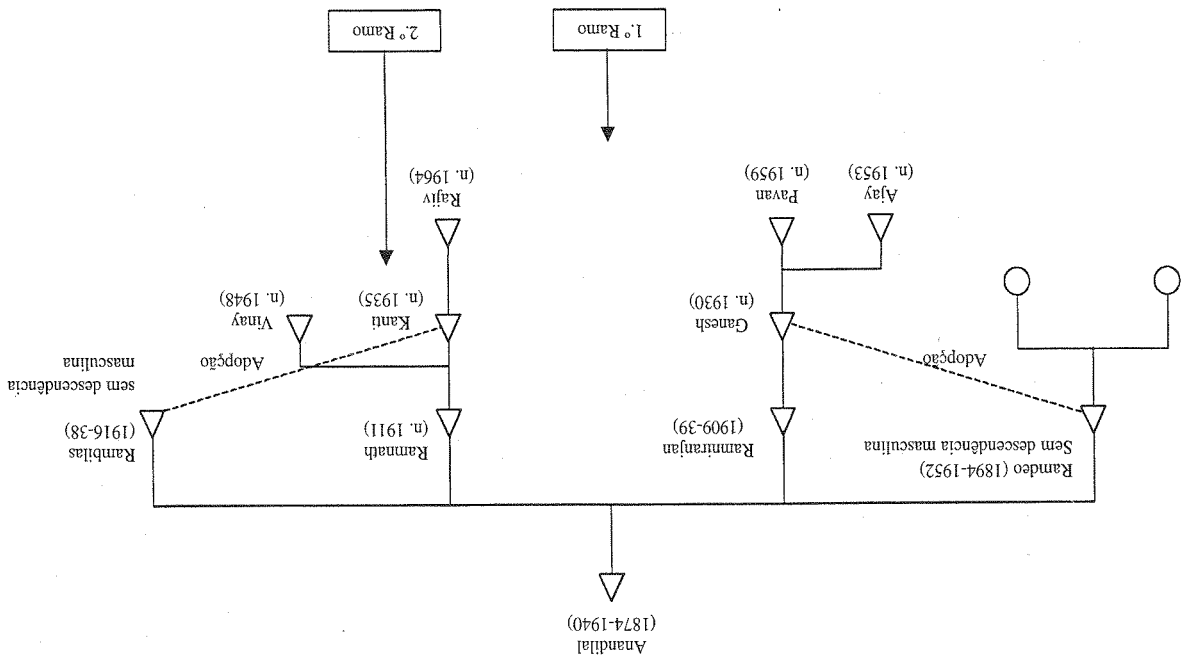 Anandilal
(1874-1940)
Ramdeo (1894-1952)
Sem descendência masculina
Ramniranjan
(1909-39)
Ramnath
(n. 1911)
Rambilas
(1916-38)
sem descendência
masculina
Adopção
Adopção
Ganesh
(n. 1930)
Kanti
(n. 1935)
Vinay
(n. 1948)
Ajay
(n. 1953)
Pavan
(n. 1959)
Rajiv
(n. 1964)
1.º Ramo
2.º Ramo